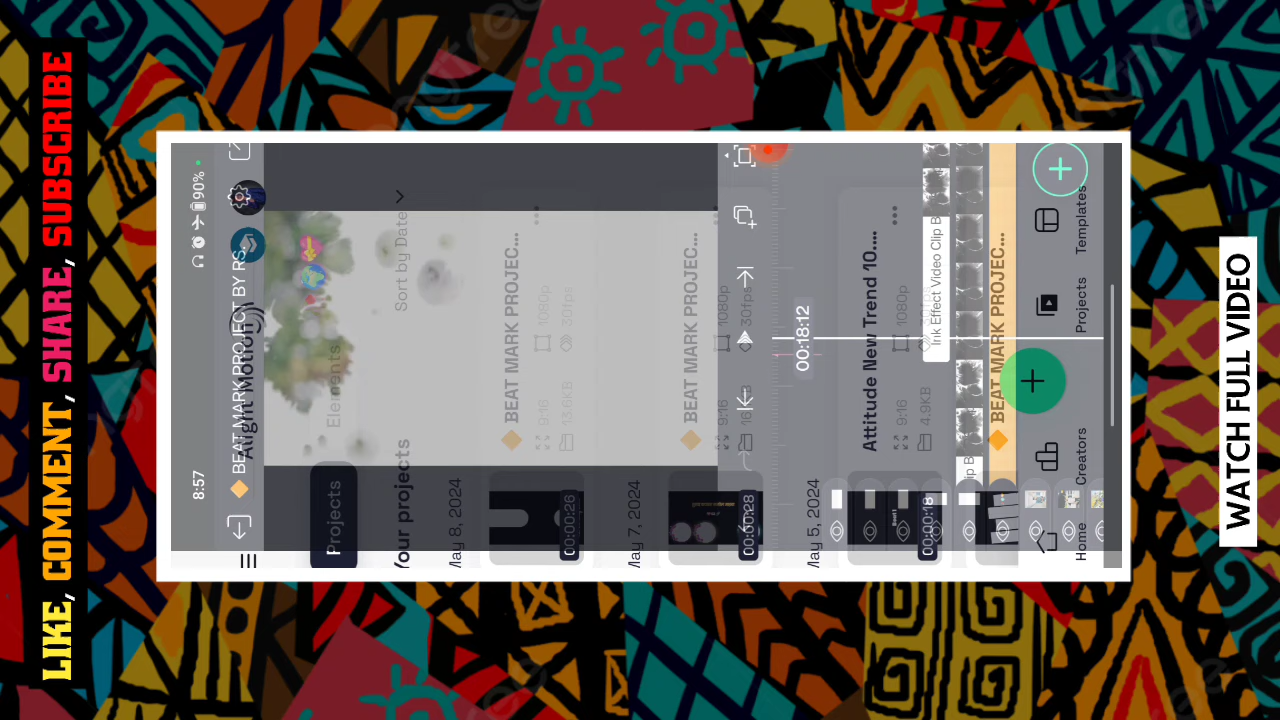 LIKE, COMMENT, SHARE, SUBSCRIBE
8:57
90%
BEAT MARK PROJECT BY RS
Alight Motion
Projects
Elements
Your projects
Sort by Date
May 8, 2024
BEAT MARK PROJEC...
9:16
1080p
13.6KB
30fps
00:00:26
May 7, 2024
BEAT MARK PROJEC...
9:16
1080p
30fps
00:00:28
00:18:12
May 5, 2024
Attitude New Trend 10....
9:16
1080p
4.9KB
00:00:18
Ink Effect Video Clip B
ip B
BEAT MARK PROJEC...
Home
Creators
Projects
Templates
WATCH FULL VIDEO